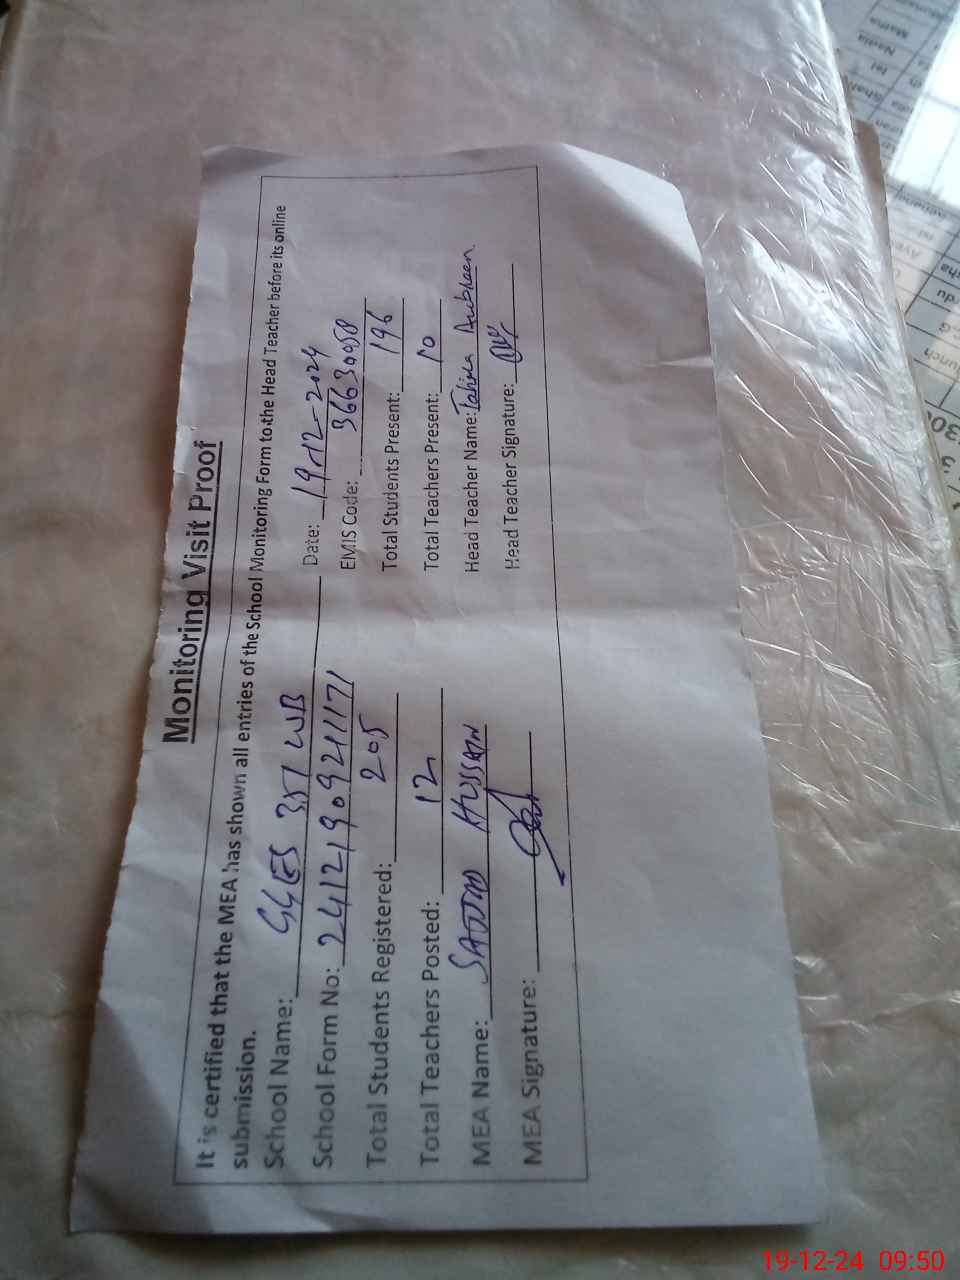 Monitoring Visit Proof
It is certified that the MEA has shown all entries of the School Monitoring Form to the Head Teacher before its online
submission.
School Name: GGES 357 WB Date: 19-12-2024
School Form No: 2412190921171 EMIS Code: 36630058
Total Students Registered: 205 Total Students Present: 196
Total Teachers Posted: 12 Total Teachers Present: 10
MEA Name: SAJJAD HUSSAIN Head Teacher Name: Tahira
MEA Signature: Head Teacher Signature:
19-12-24 09:50